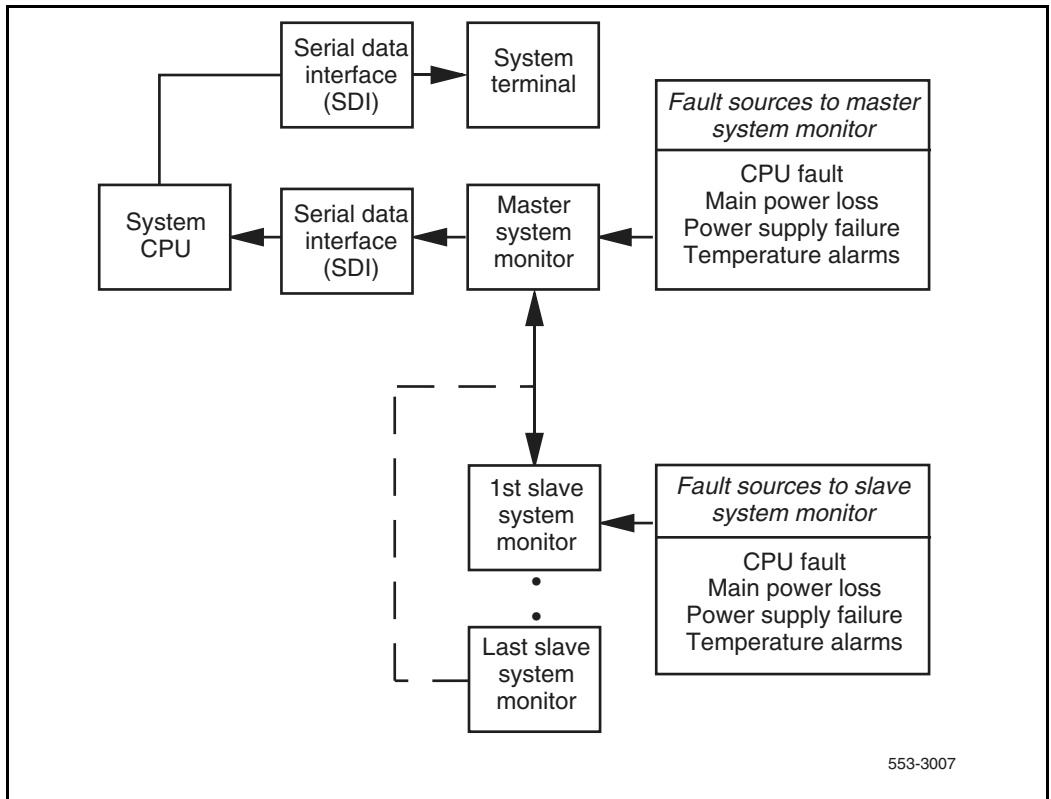 Serial data
interface
(SDI)
System
terminal
Fault sources to master
system monitor
CPU fault
Main power loss
Power supply failure
Temperature alarms
System
CPU
Serial data
interface
(SDI)
Master
system
monitor
1st slave
system
monitor
Fault sources to slave
system monitor
CPU fault
Main power loss
Power supply failure
Temperature alarms
Last slave
system
monitor
553-3007